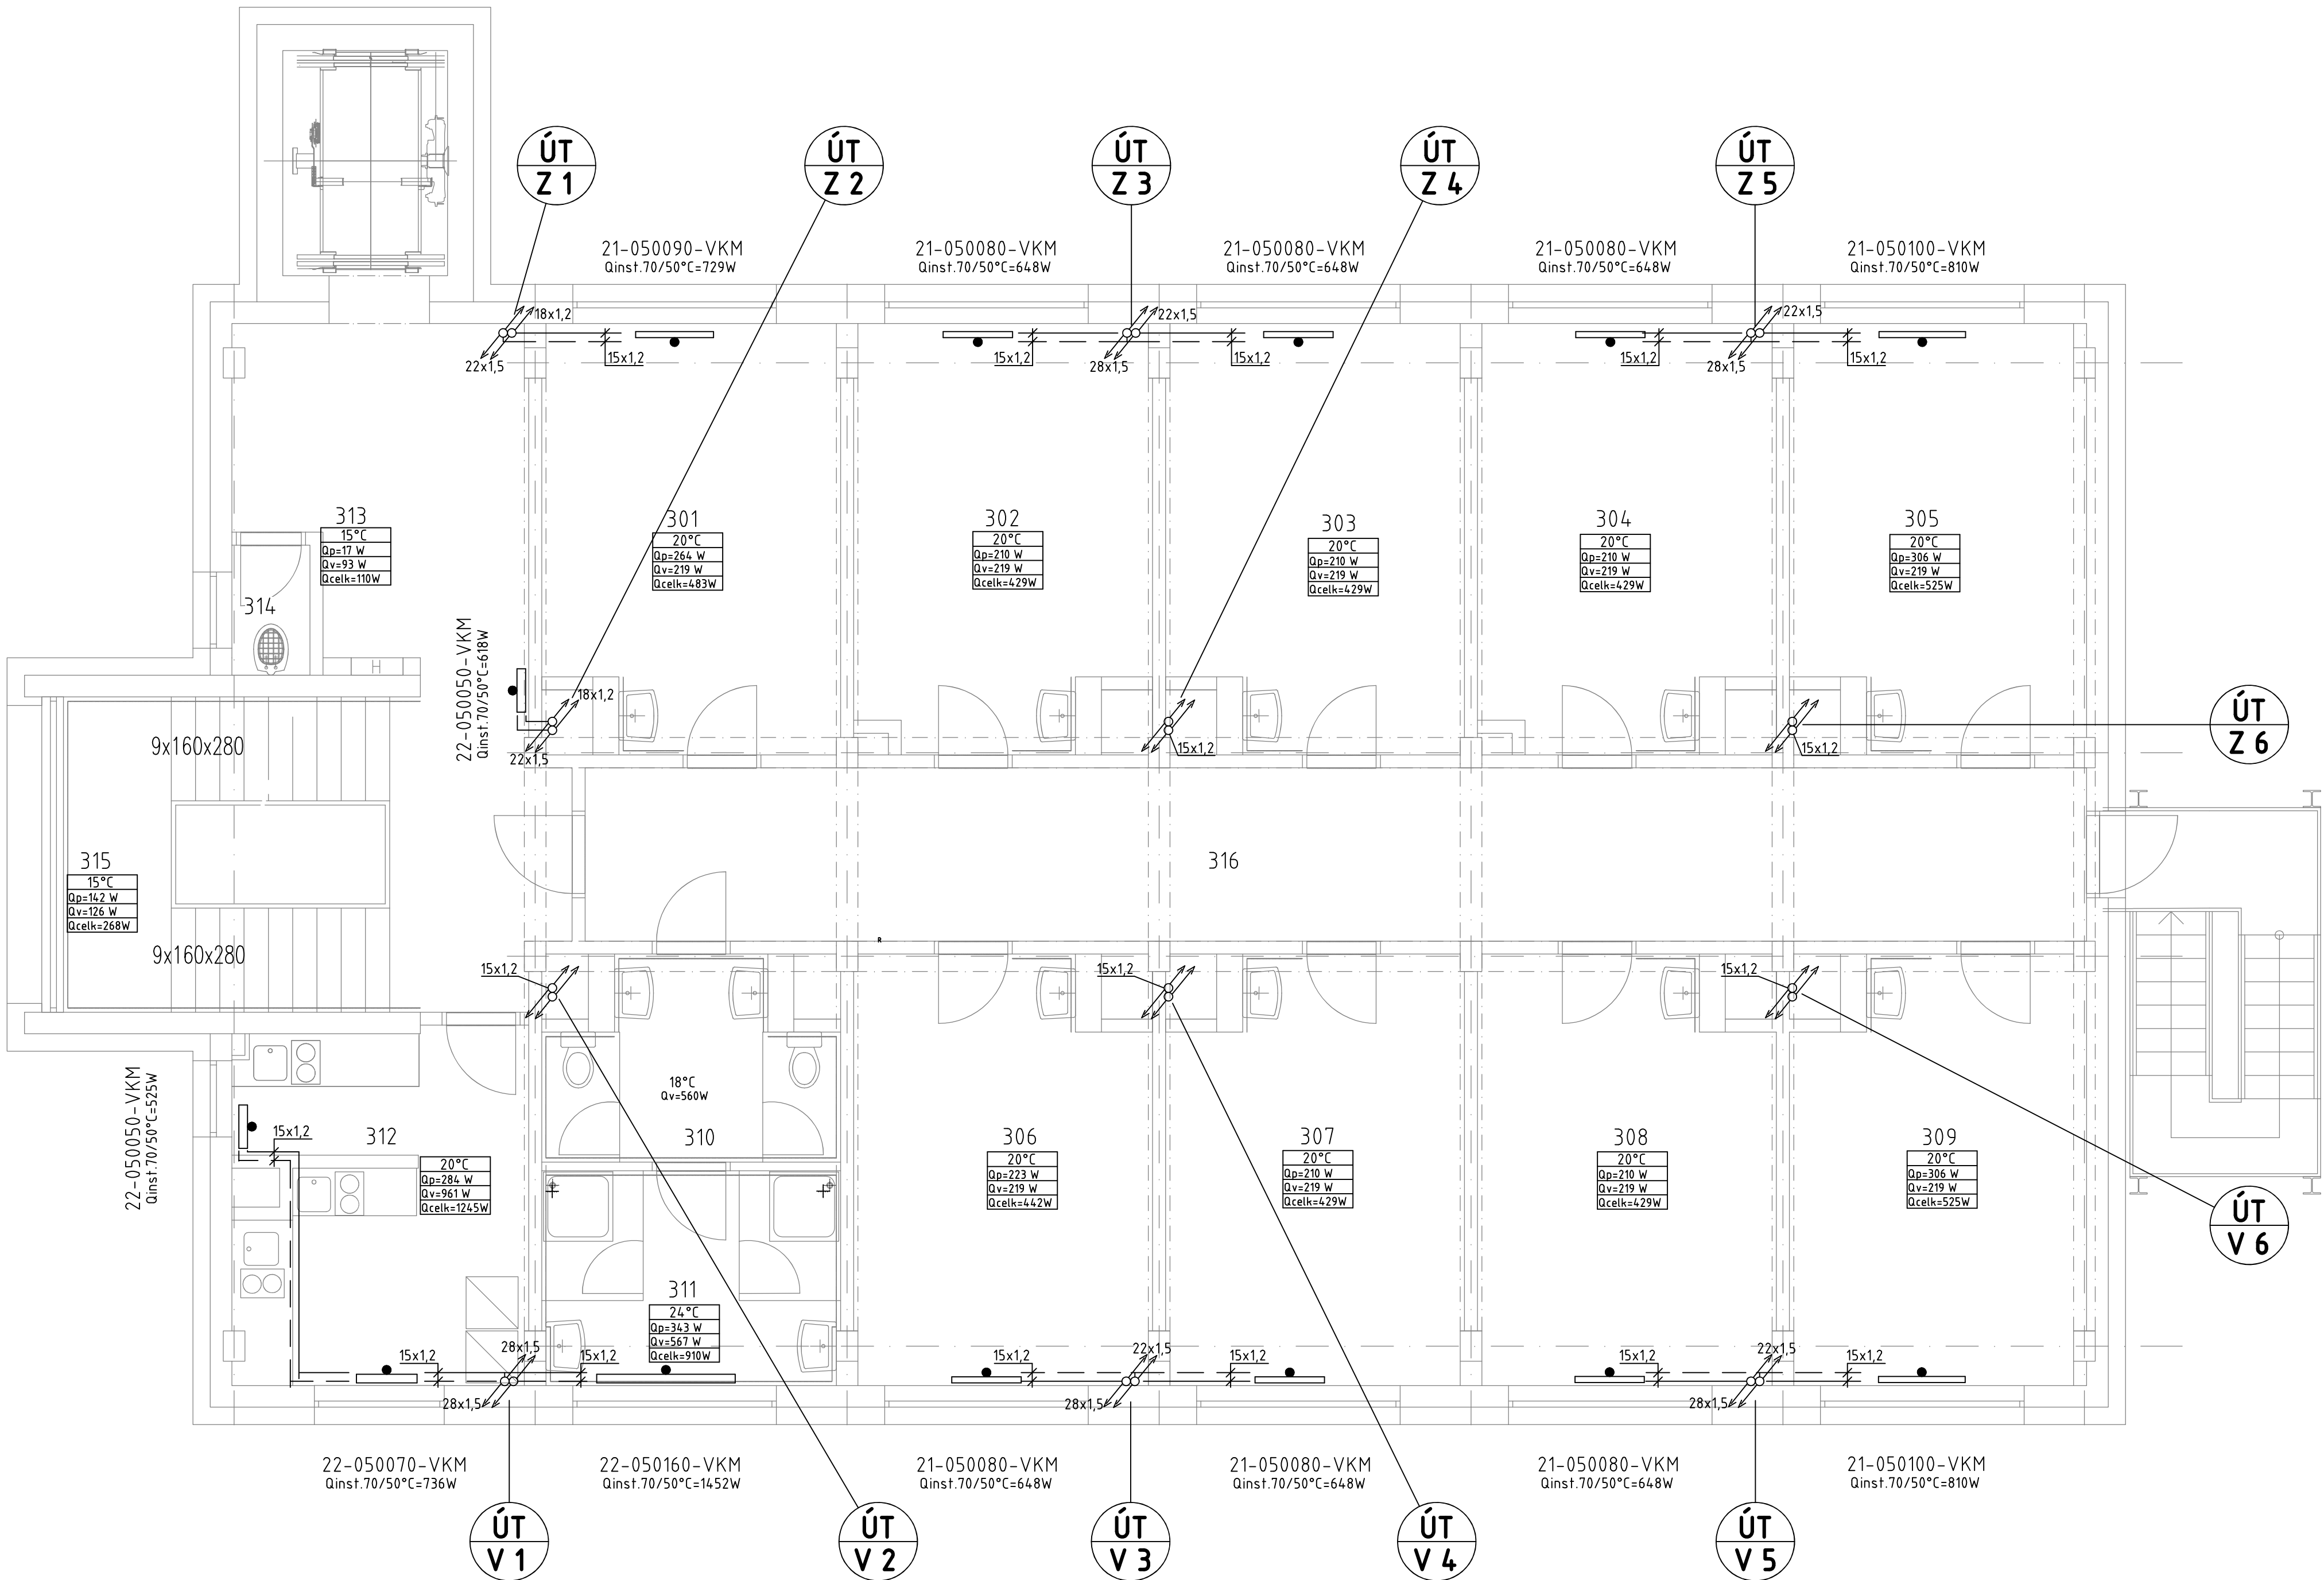 ÚT
Z 1
ÚT
Z 2
ÚT
Z 3
ÚT
Z 4
ÚT
Z 5
21-050090-VKM
Qinst.70/50°C=729W
21-050080-VKM
Qinst.70/50°C=648W
21-050080-VKM
Qinst.70/50°C=648W
21-050080-VKM
Qinst.70/50°C=648W
21-050100-VKM
Qinst.70/50°C=810W
18x1,2
22x1,5
22x1,5
15x1,2
15x1,2
15x1,2
15x1,2
15x1,2
22x1,5
28x1,5
28x1,5
313
15°C
Qp=17 W
Qv=93 W
Qcelk=110W
301
20°C
Qp=264 W
Qv=219 W
Qcelk=483W
302
20°C
Qp=210 W
Qv=219 W
Qcelk=429W
303
20°C
Qp=210 W
Qv=219 W
Qcelk=429W
304
20°C
Qp=210 W
Qv=219 W
Qcelk=429W
305
20°C
Qp=306 W
Qv=219 W
Qcelk=525W
314
22-050050-VKM
Qinst.70/50°C=618W
H
18x1,2
22x1,5
15x1,2
15x1,2
ÚT
Z 6
9x160x280
315
15°C
Qp=142 W
Qv=126 W
Qcelk=268W
316
9x160x280
R
15x1,2
15x1,2
15x1,2
22-050050-VKM
Qinst.70/50°C=525W
18°C
Qv=560W
15x1,2
312
20°C
Qp=284 W
Qv=961 W
Qcelk=1245W
310
306
20°C
Qp=223 W
Qv=219 W
Qcelk=442W
307
20°C
Qp=210 W
Qv=219 W
Qcelk=429W
308
20°C
Qp=210 W
Qv=219 W
Qcelk=429W
309
20°C
Qp=306 W
Qv=219 W
Qcelk=525W
ÚT
V 6
311
24°C
Qp=343 W
Qv=567 W
Qcelk=910W
28x1,5
22x1,5
22x1,5
15x1,2
15x1,2
15x1,2
15x1,2
15x1,2
15x1,2
28x1,5
28x1,5
28x1,5
22-050070-VKM
Qinst.70/50°C=736W
22-050160-VKM
Qinst.70/50°C=1452W
21-050080-VKM
Qinst.70/50°C=648W
21-050080-VKM
Qinst.70/50°C=648W
21-050080-VKM
Qinst.70/50°C=648W
21-050100-VKM
Qinst.70/50°C=810W
ÚT
V 1
ÚT
V 2
ÚT
V 3
ÚT
V 4
ÚT
V 5